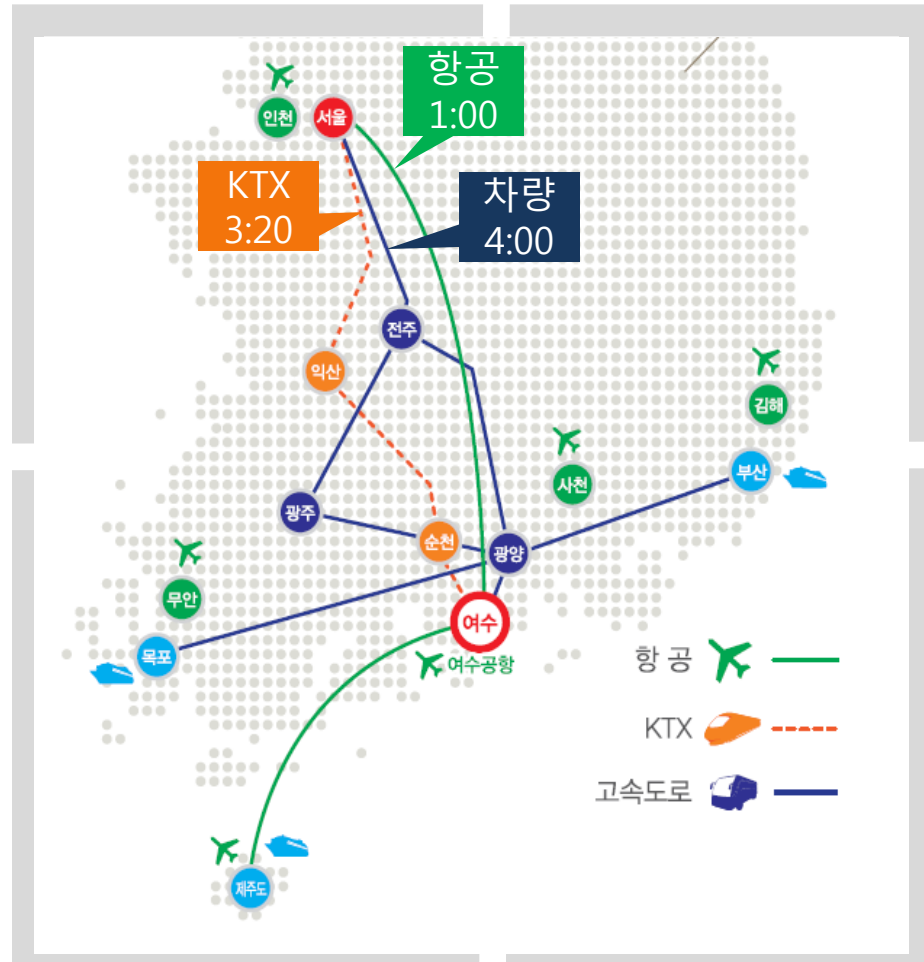 항공
1:00
인천
서울
KTX
3:20
차량
4:00
전주
익산
김해
부산
사천
광주
순천
광양
무안
여수
목포
여수공항
항 공
KTX
고속도로
제주도